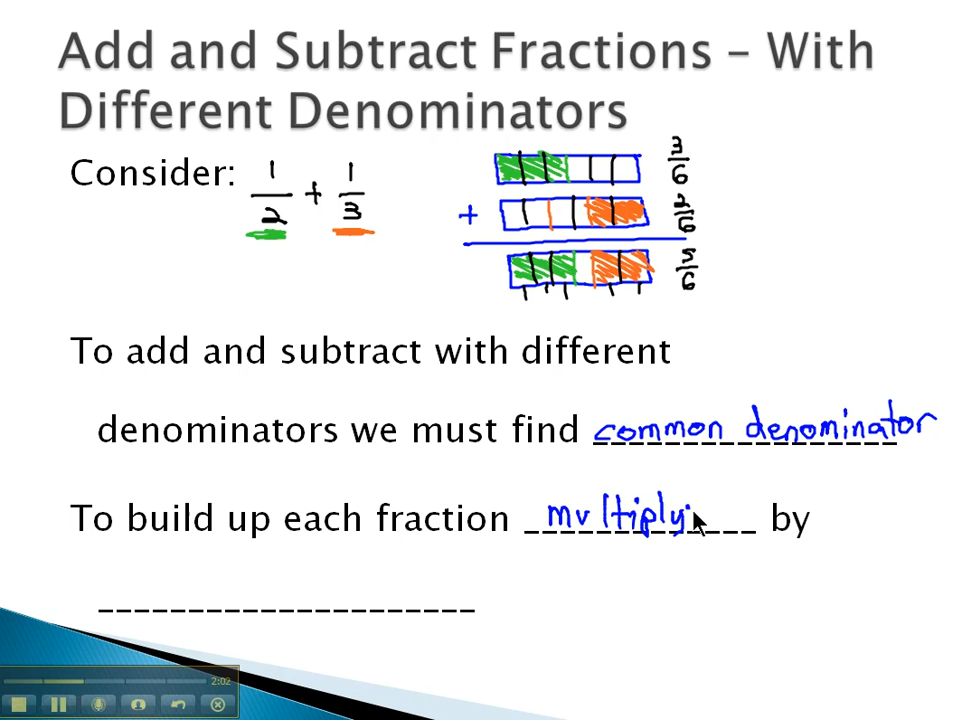 Add and Subtract Fractions – With
Different Denominators
Consider: 1/2 + 1/3
3/6
+ 2/6
5/6
To add and subtract with different
denominators we must find common denominator
To build up each fraction multiply by
_____________________
2:02